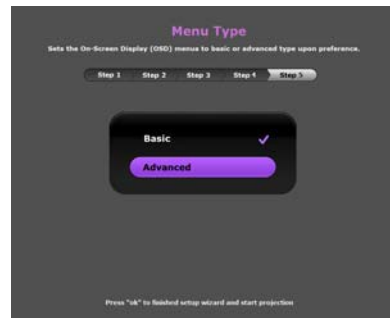 Menu Type
Sets the On-Screen Display (OSD) menus to basic or advanced type upon preference.
Step 1 Step 2 Step 3 Step 4 Step 5
Basic
Advanced
Press "ok" to finished setup wizard and start projection